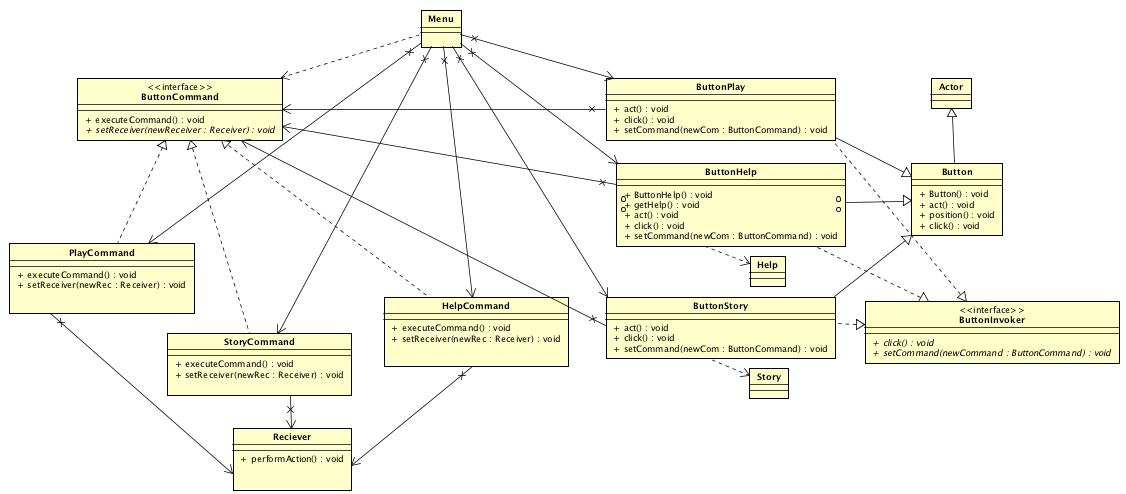 Menu
<<interface>>
ButtonCommand
+ executeCommand() : void
+ setReceiver(newReceiver : Receiver) : void
ButtonPlay
+ act() : void
+ click() : void
+ setCommand(newCom : ButtonCommand) : void
Actor
ButtonHelp
+ ButtonHelp() : void
+ getHelp() : void
+ act() : void
+ click() : void
+ setCommand(newCom : ButtonCommand) : void
Button
+ Button() : void
+ act() : void
+ position() : void
+ click() : void
PlayCommand
+ executeCommand() : void
+ setReceiver(newRec : Receiver) : void
Help
HelpCommand
+ executeCommand() : void
+ setReceiver(newRec : Receiver) : void
ButtonStory
+ act() : void
+ click() : void
+ setCommand(newCom : ButtonCommand) : void
<<interface>>
ButtonInvoker
+ click() : void
+ setCommand(newCommand : ButtonCommand) : void
StoryCommand
+ executeCommand() : void
+ setReceiver(newRec : Receiver) : void
Story
Reciever
+ performAction() : void